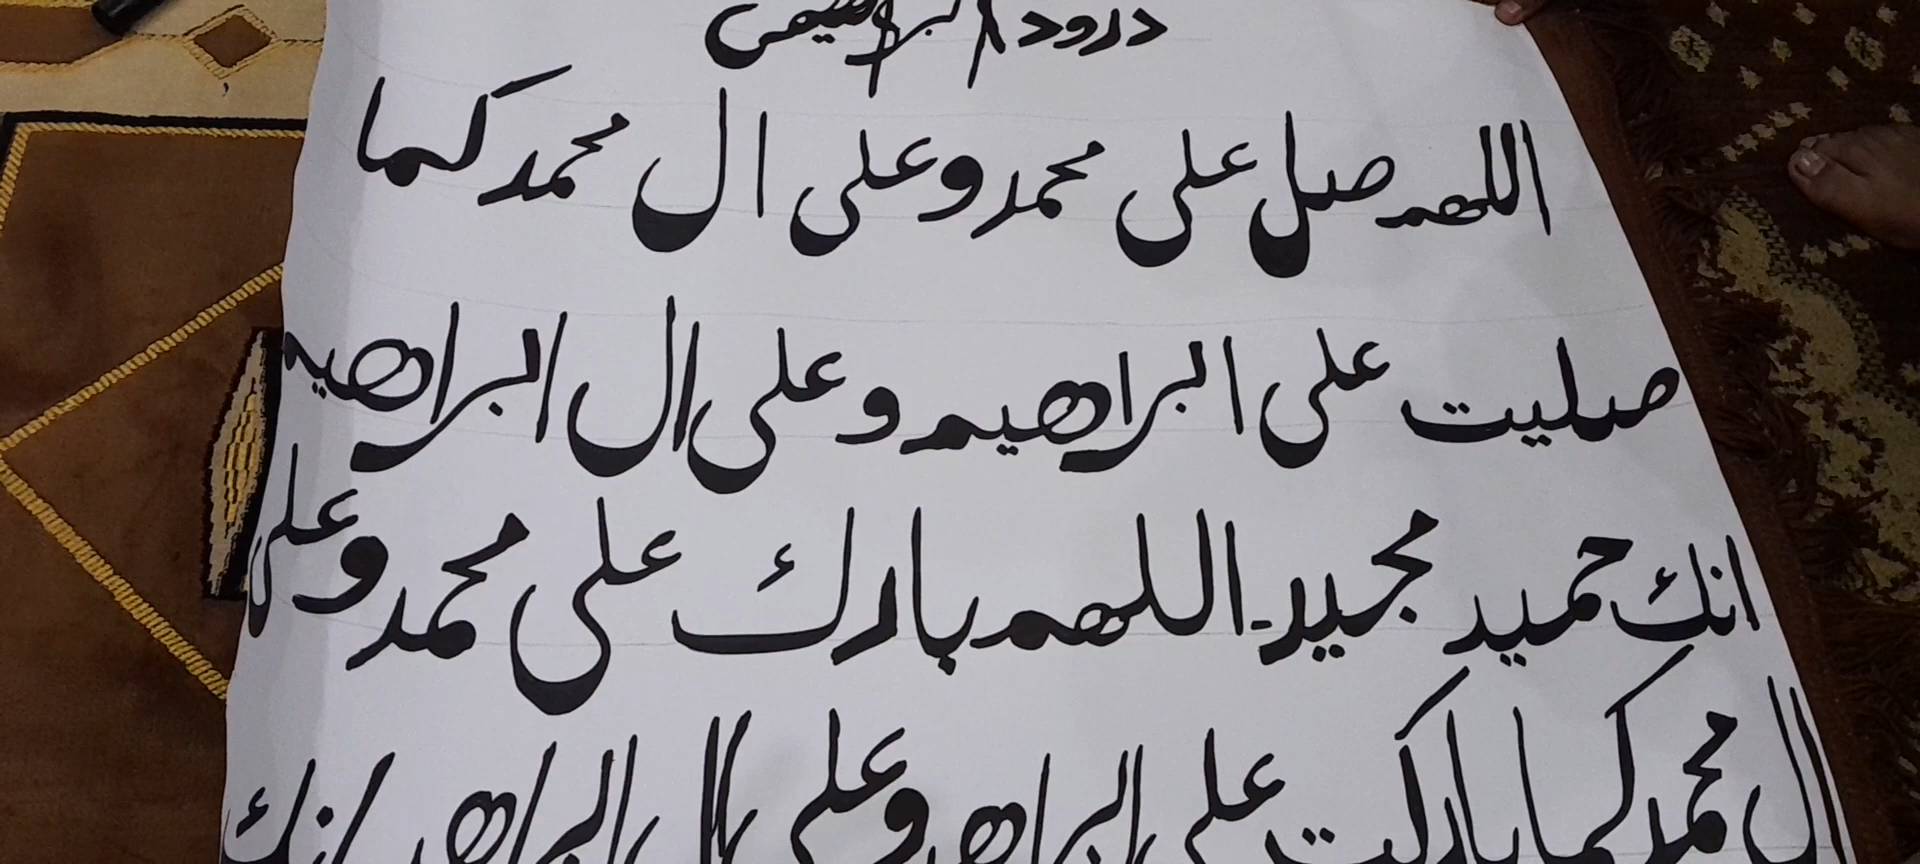 درود ابراھیمی
اللھم صل علی محمد وعلی ال محمد کما
صلیت علی ابراھیم وعلی ال ابراھیم
انک حمید مجید۔ اللھم بارک علی محمد وعلی
ال محمد کما بارکت علی ابراھیم وعلی ال ابراھیم انک